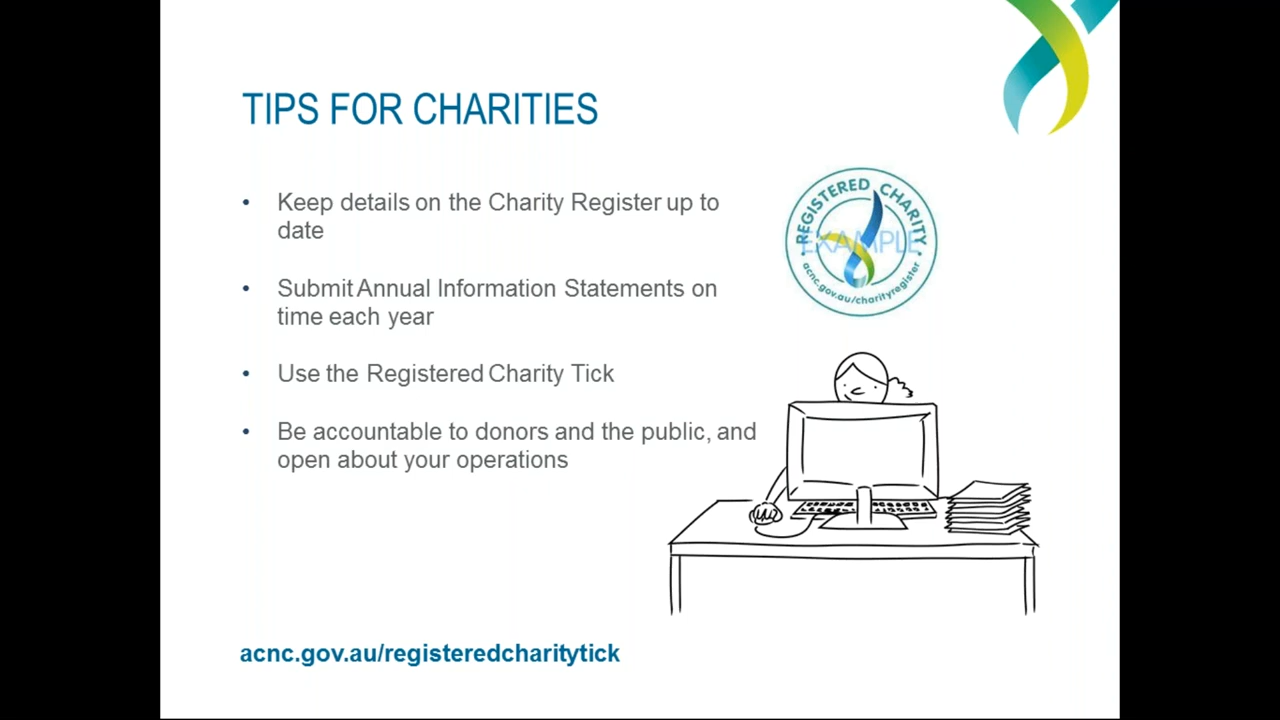 TIPS FOR CHARITIES
• Keep details on the Charity Register up to
date
• Submit Annual Information Statements on
time each year
• Use the Registered Charity Tick
• Be accountable to donors and the public, and
open about your operations
REGISTERED CHARITY
EXAMPLE
acnc.gov.au/charityregister
acnc.gov.au/registeredcharitytick